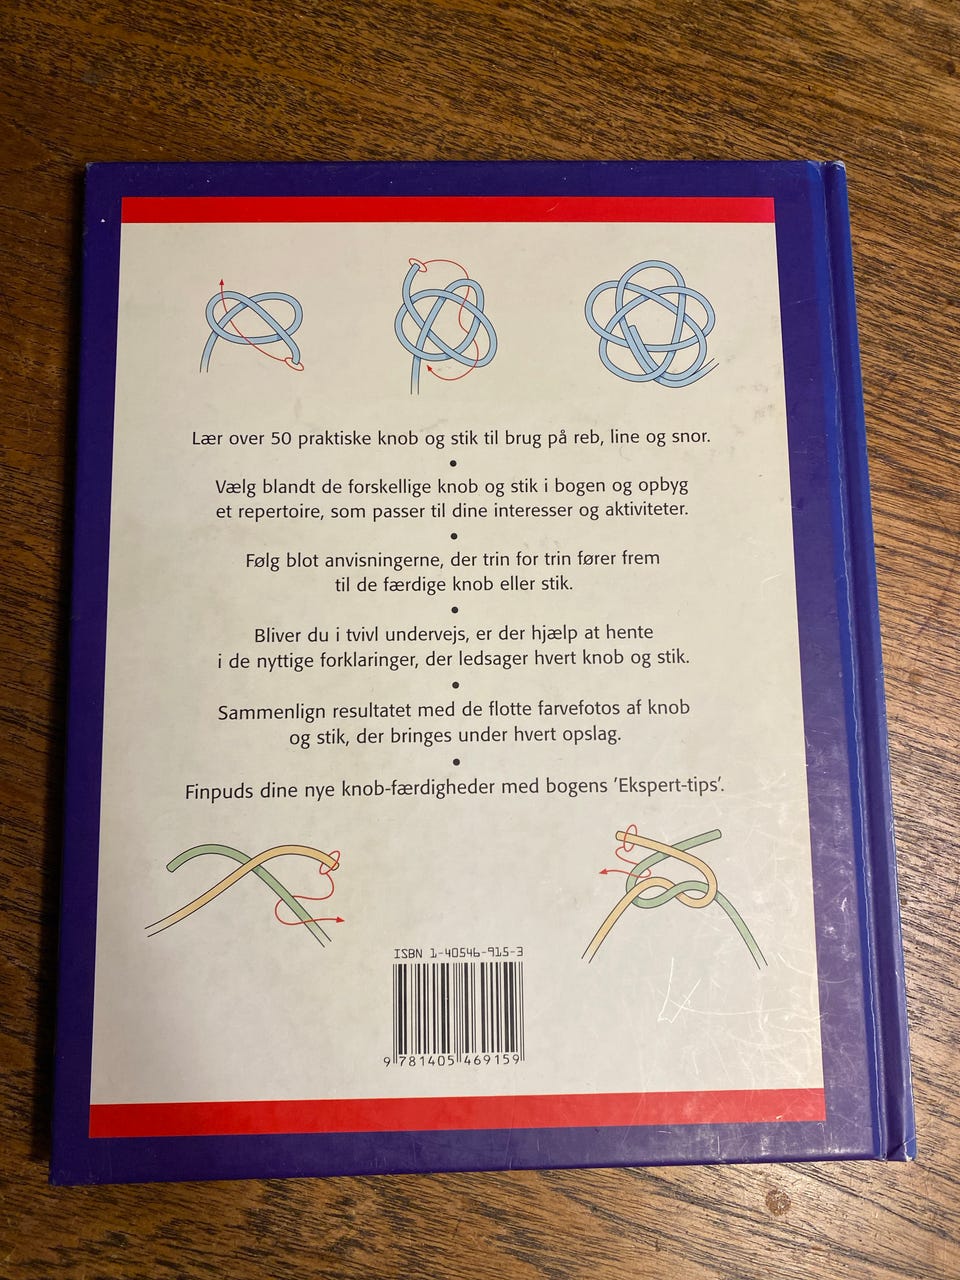 Lær over 50 praktiske knob og stik til brug på reb, line og snor.
•
Vælg blandt de forskellige knob og stik i bogen og opbyg
et repertoire, som passer til dine interesser og aktiviteter.
•
Følg blot anvisningerne, der trin for trin fører frem
til de færdige knob eller stik.
•
Bliver du i tvivl undervejs, er der hjælp at hente
i de nyttige forklaringer, der ledsager hvert knob og stik.
•
Sammenlign resultatet med de flotte farvefotos af knob
og stik, der bringes under hvert opslag.
•
Finpuds dine nye knob-færdigheder med bogens 'Ekspert-tips'.
ISBN 1-40546-915-3
9 781405 469159